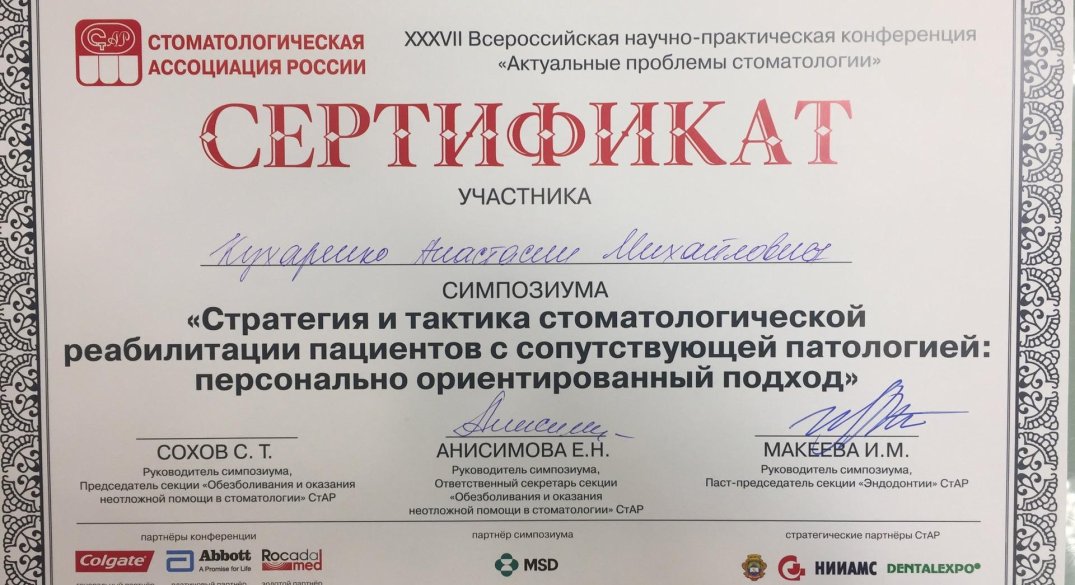 СтАР
СТОМАТОЛОГИЧЕСКАЯ
АССОЦИАЦИЯ РОССИИ
XXXVII Всероссийская научно-практическая конференция
«Актуальные проблемы стоматологии»
СЕРТИФИКАТ
УЧАСТНИКА
Кухаренко Анастасии Михайловны
СИМПОЗИУМА
«Стратегия и тактика стоматологической
реабилитации пациентов с сопутствующей патологией:
персонально ориентированный подход»
СОХОВ С. Т.
Руководитель симпозиума,
Председатель секции «Обезболивания и оказания
неотложной помощи в стоматологии» СтАР
АНИСИМОВА Е.Н.
Руководитель симпозиума,
Ответственный секретарь секции
«Обезболивания и оказания
неотложной помощи в стоматологии» СтАР
МАКЕЕВА И.М.
Руководитель симпозиума,
Паст-председатель секции «Эндодонтии» СтАР
партнёры конференции
Colgate
Abbott
A Promise for Life
Rocada
med
партнёр симпозиума
MSD
стратегические партнёры СтАР
НИИАМС
DENTALEXPO